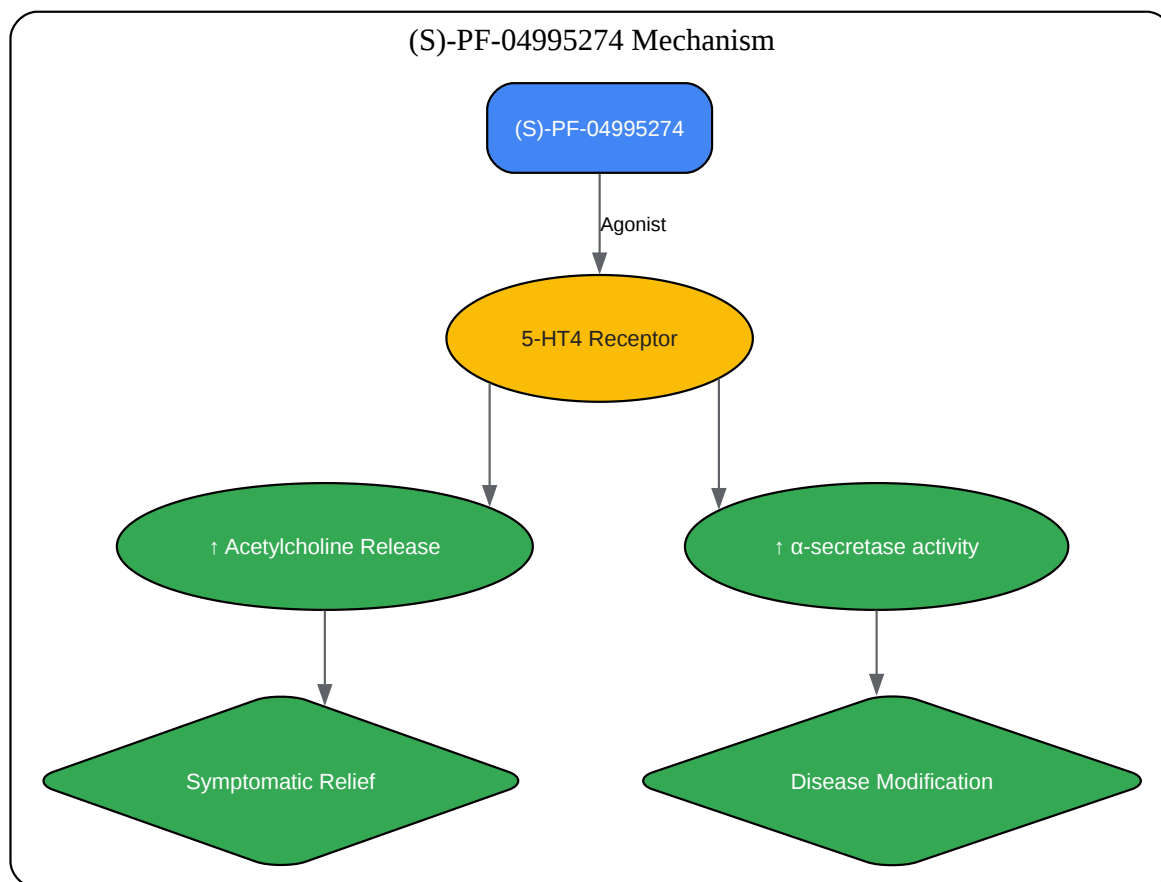 (S)-PF-04995274 Mechanism
(S)-PF-04995274
Agonist
5-HT4 Receptor
↑ Acetylcholine Release
↑ α-secretase activity
Symptomatic Relief
Disease Modification